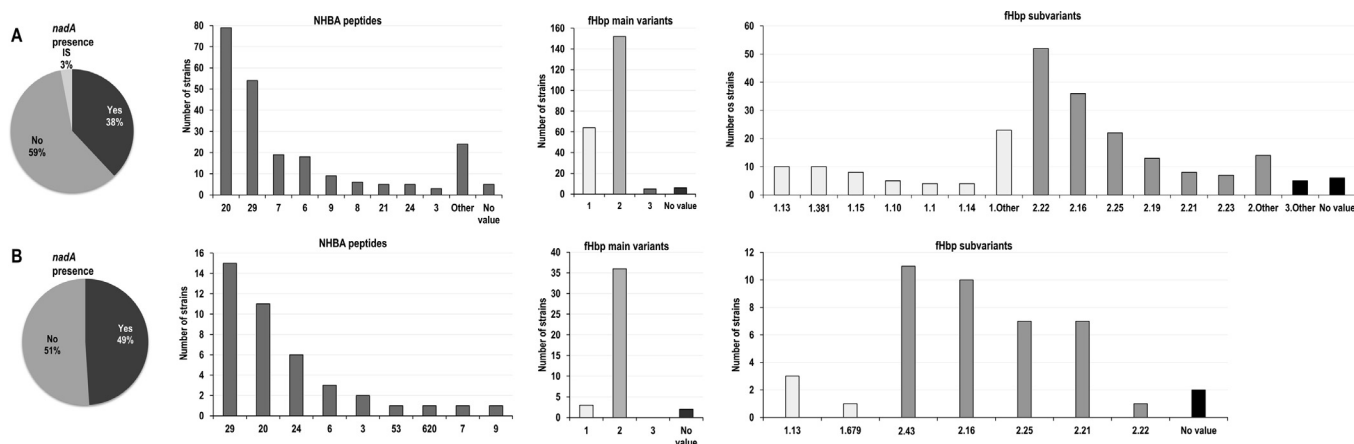 A
nadA
presence
IS
3%
Yes
38%
No
59%
NHBA peptides
Number of strains
80
70
60
50
40
30
20
10
0
20 29 7 6 9 8 21 24 3 Other No
value
fHbp main variants
Number of strains
160
140
120
100
80
60
40
20
0
1 2 3 No value
fHbp subvariants
Number os strains
60
50
40
30
20
10
0
1.13 1.381 1.15 1.10 1.1 1.14 1.Other 2.22 2.16 2.25 2.19 2.21 2.23 2.Other 3.Other No value
B
nadA
presence
Yes
49%
No
51%
NHBA peptides
Number of strains
16
14
12
10
8
6
4
2
0
29 20 24 6 3 53 620 7 9
fHbp main variants
Number of strains
40
35
30
25
20
15
10
5
0
1 2 3 No
value
fHbp subvariants
Number of strains
12
10
8
6
4
2
0
1.13 1.679 2.43 2.16 2.25 2.21 2.22 No value